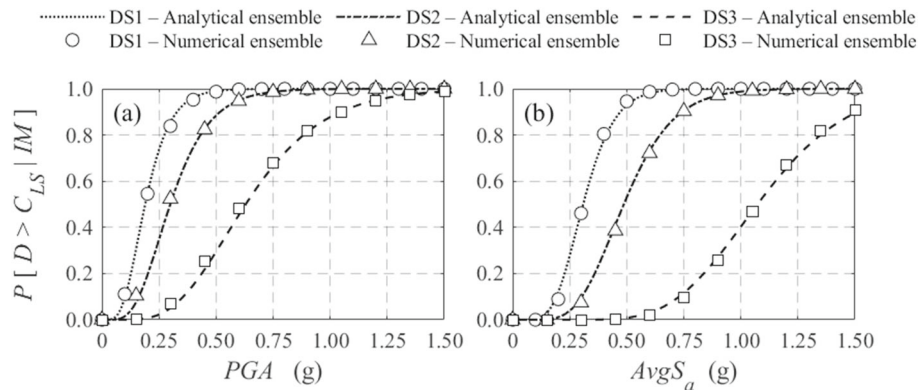 DS1 – Analytical ensemble DS2 – Analytical ensemble DS3 – Analytical ensemble
DS1 – Numerical ensemble DS2 – Numerical ensemble DS3 – Numerical ensemble
P [ D > C_LS | IM ]
(a)
1.0
0.8
0.6
0.4
0.2
0.0
0 0.25 0.50 0.75 1.00 1.25 1.50
PGA (g)
(b)
1.0
0.8
0.6
0.4
0.2
0.0
0 0.25 0.50 0.75 1.00 1.25 1.50
AvgS_a (g)